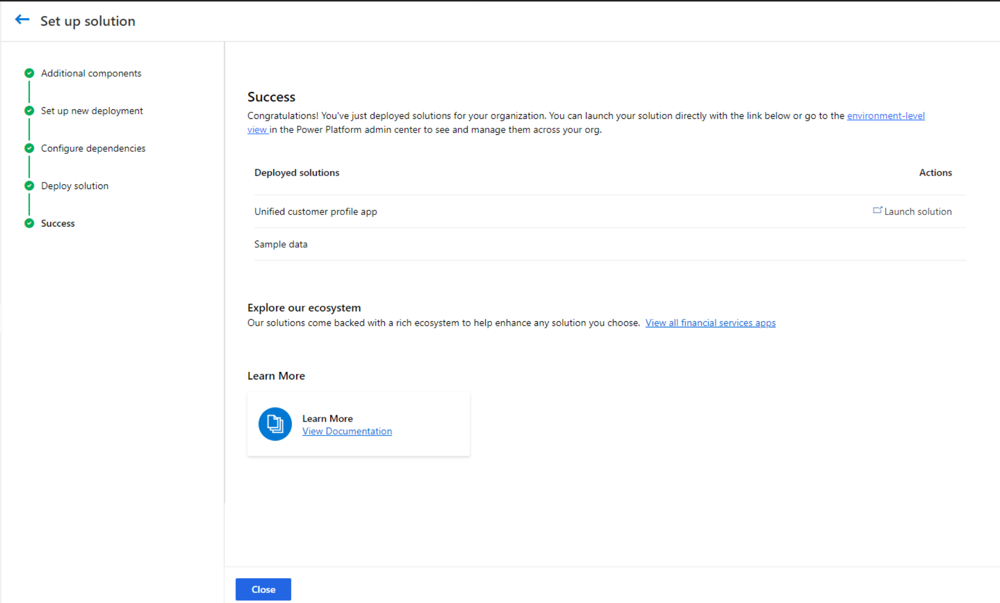 Set up solution
Additional components
Set up new deployment
Configure dependencies
Deploy solution
Success
Success
Congratulations! You've just deployed solutions for your organization. You can launch your solution directly with the link below or go to the environment-level
view in the Power Platform admin center to see and manage them across your org.
Deployed solutions Actions
Unified customer profile app Launch solution
Sample data
Explore our ecosystem
Our solutions come backed with a rich ecosystem to help enhance any solution you choose. View all financial services apps
Learn More
Learn More
View Documentation
Close